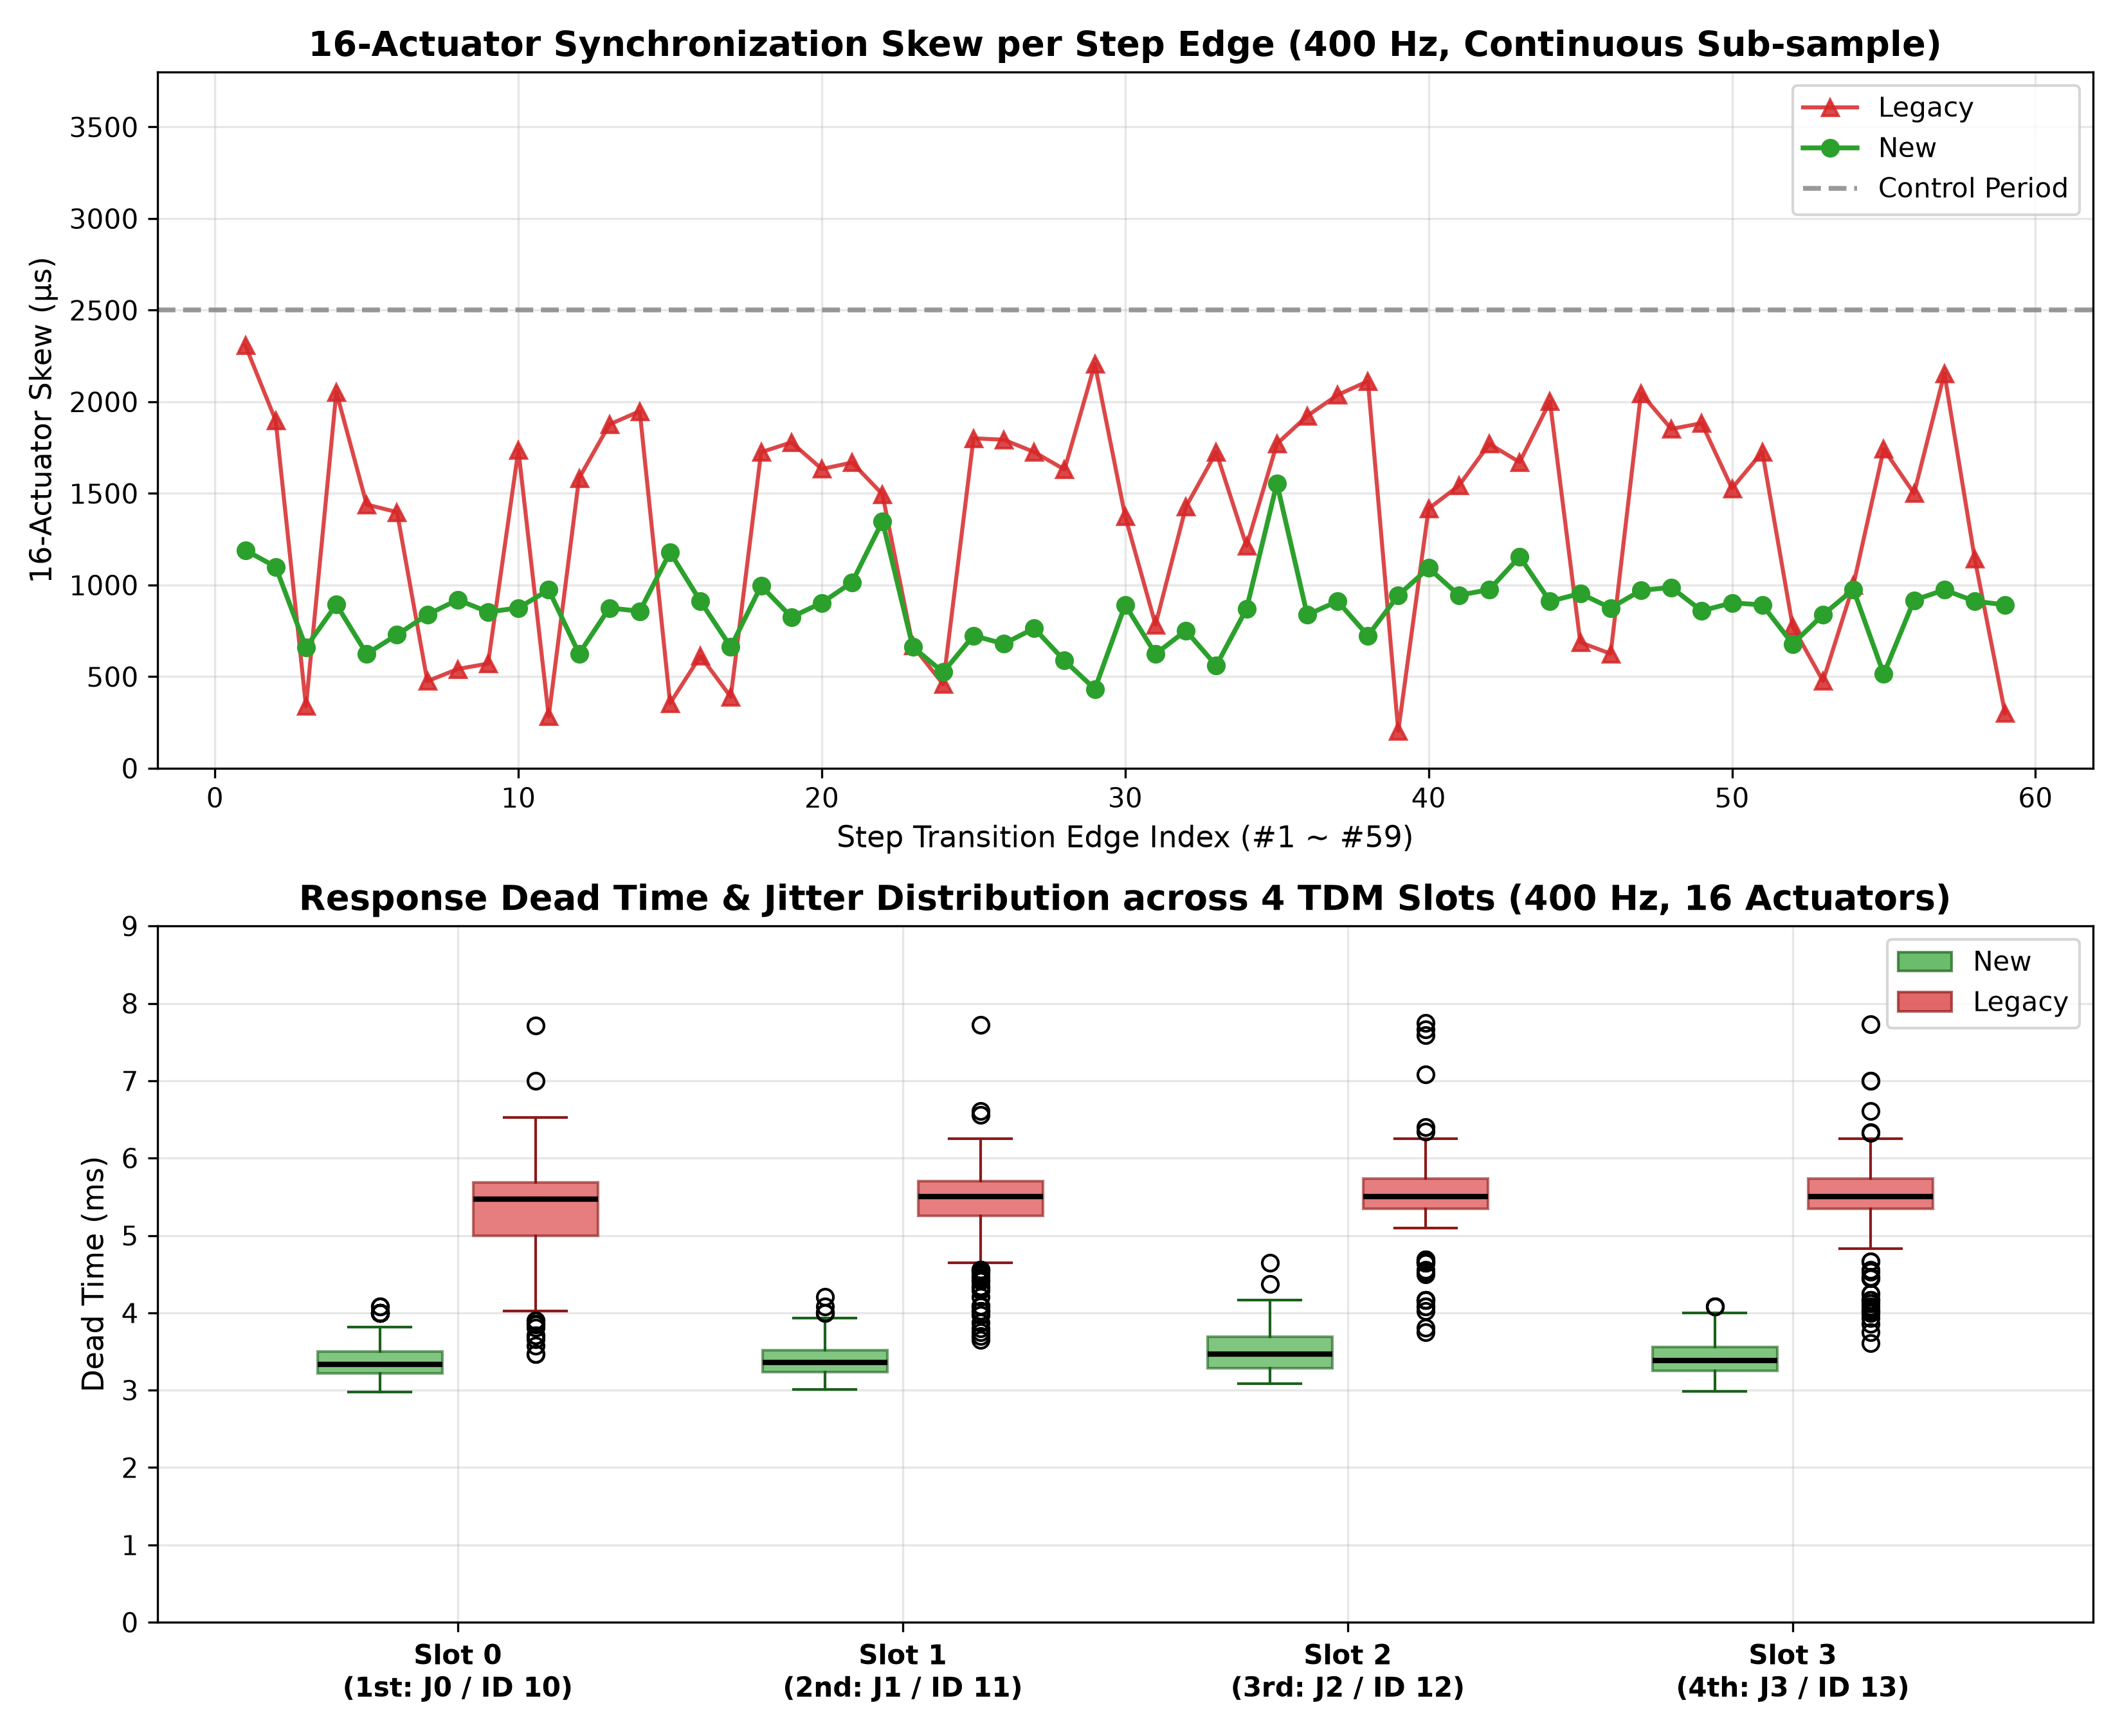 16-Actuator Synchronization Skew per Step Edge (400 Hz, Continuous Sub-sample)
16-Actuator Skew (µs)
3500
3000
2500
2000
1500
1000
500
0
Legacy
New
Control Period
0 10 20 30 40 50 60
Step Transition Edge Index (#1 ~ #59)
Response Dead Time & Jitter Distribution across 4 TDM Slots (400 Hz, 16 Actuators)
Dead Time (ms)
9
8
7
6
5
4
3
2
1
0
New
Legacy
Slot 0 Slot 1 Slot 2 Slot 3
(1st: J0 / ID 10) (2nd: J1 / ID 11) (3rd: J2 / ID 12) (4th: J3 / ID 13)